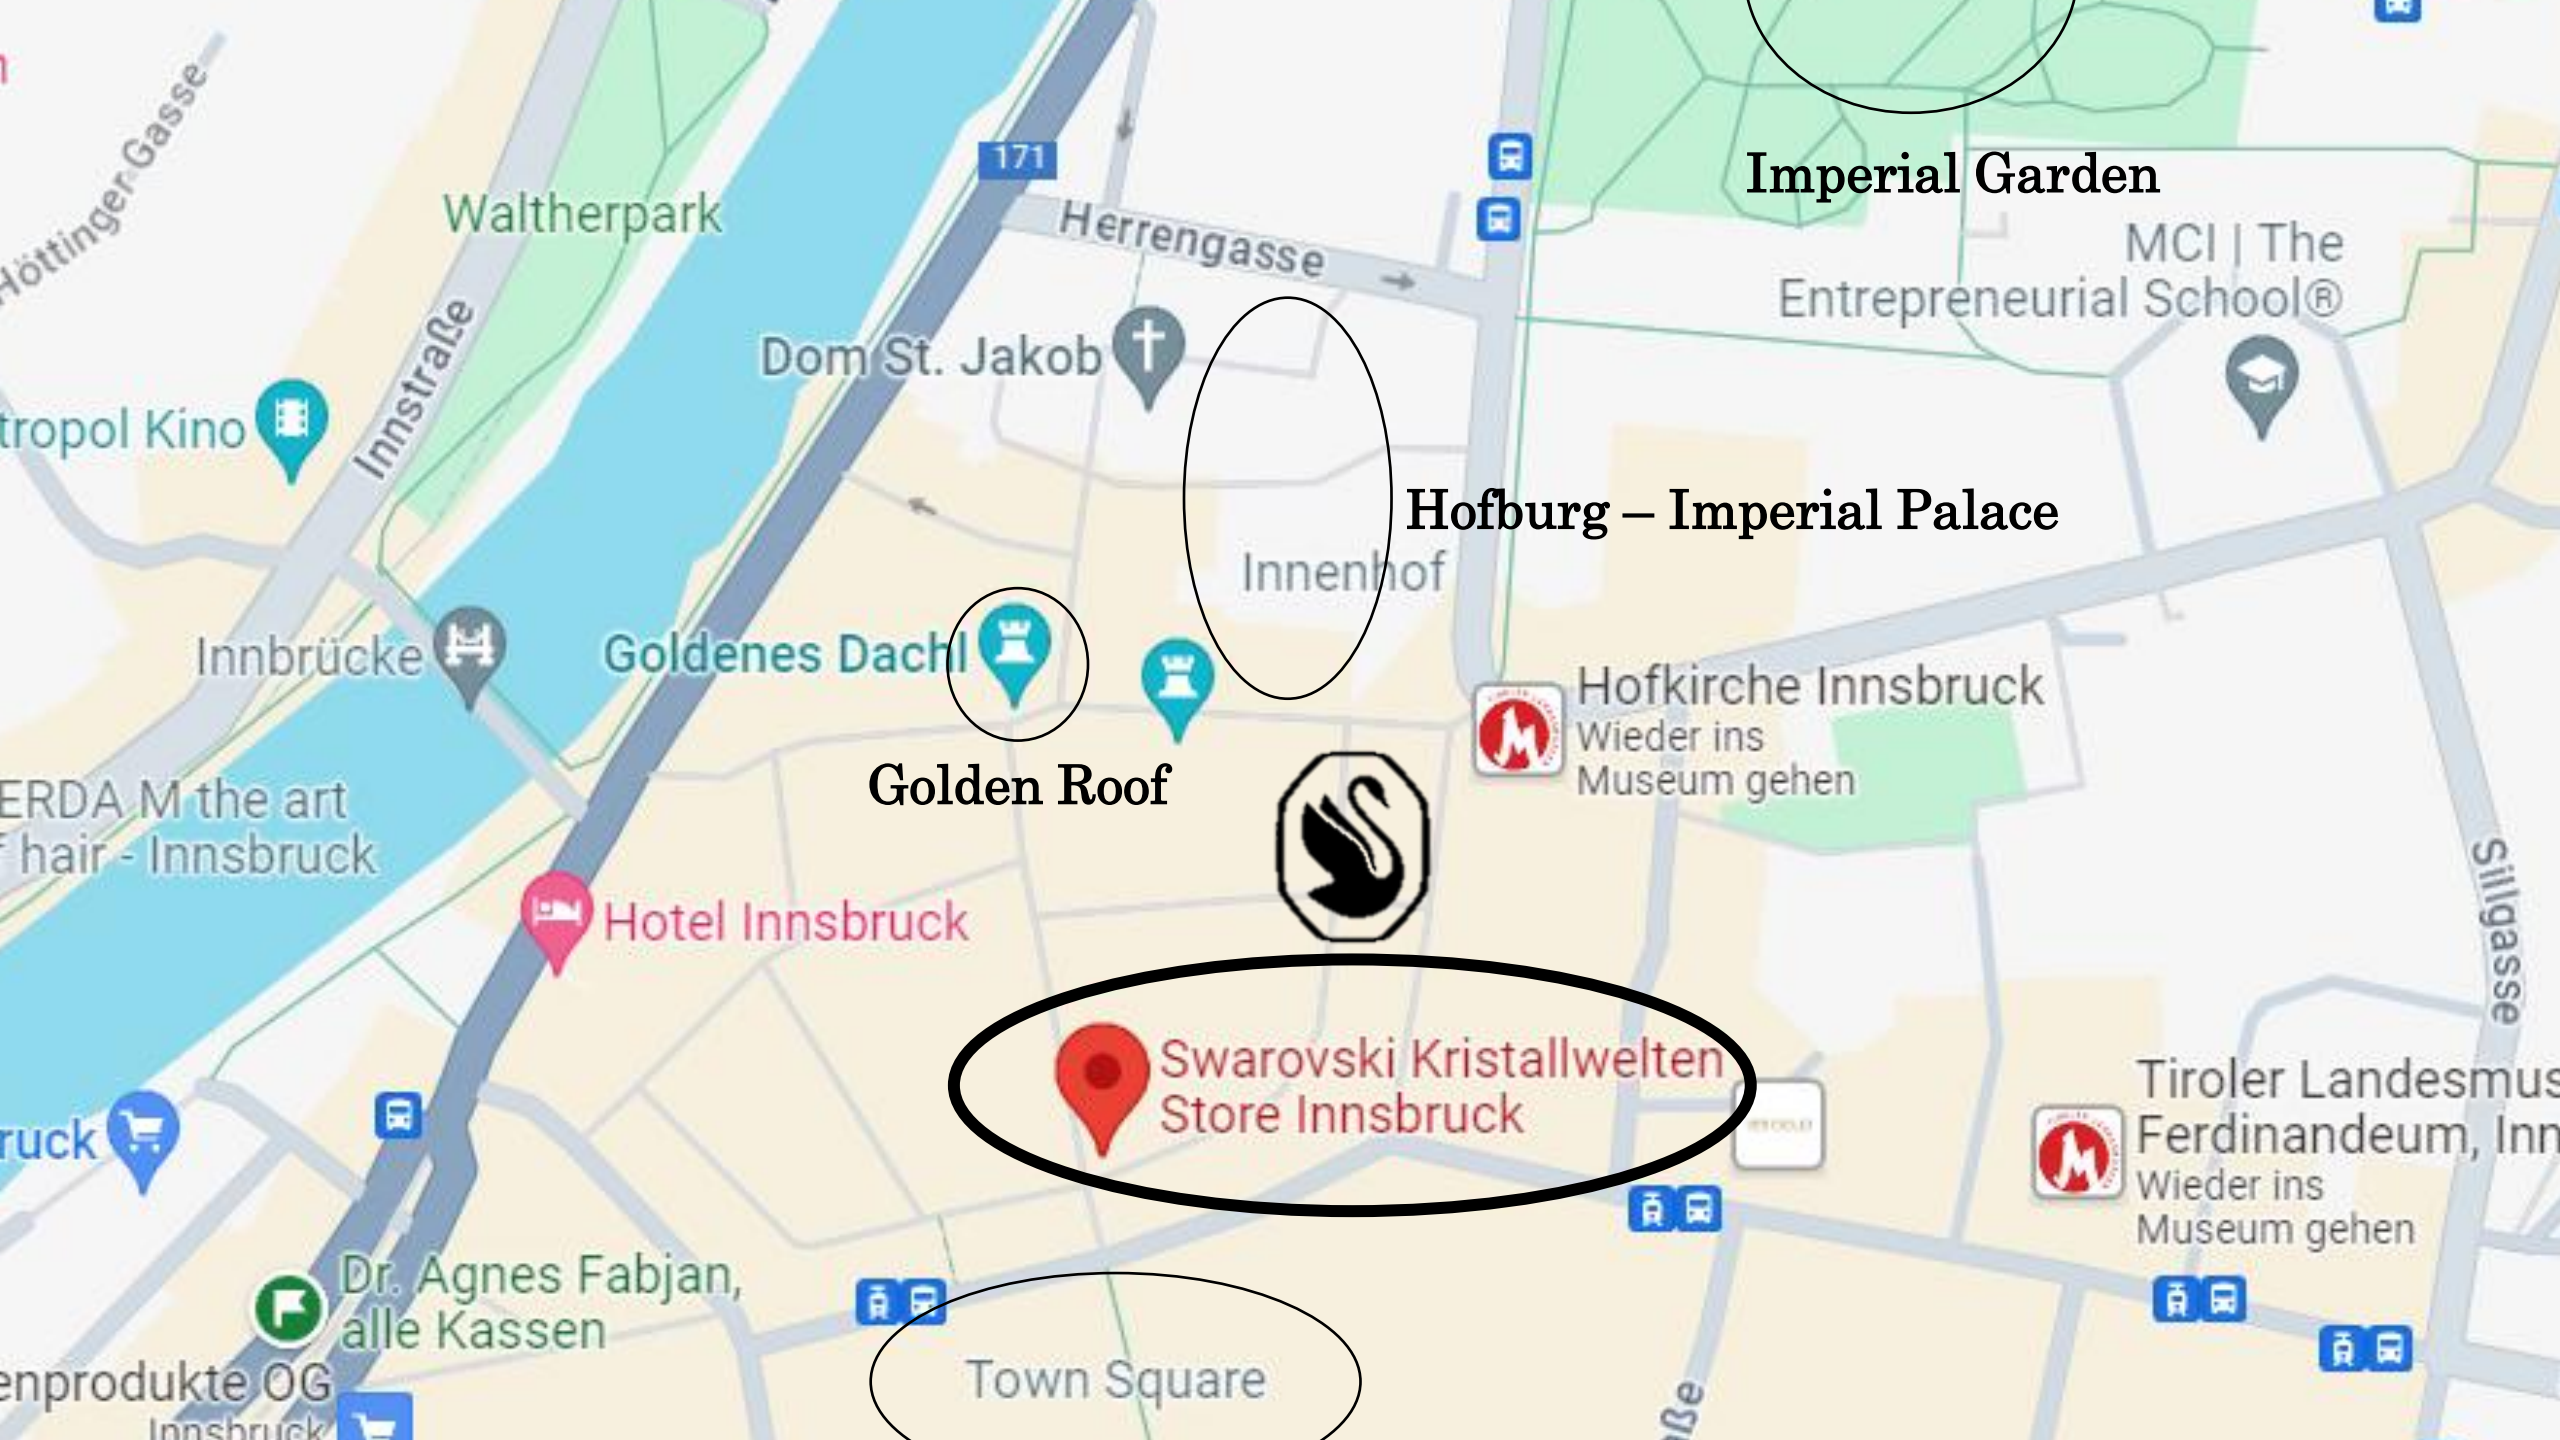 Höttinger Gasse
171
Imperial Garden
Waltherpark
Herrengasse
MCI | The
Entrepreneurial School®
Innstraße
Dom St. Jakob
tropol Kino
Hofburg – Imperial Palace
Innenhof
Innbrücke
Goldenes Dachl
Hofkirche Innsbruck
Wieder ins
Museum gehen
Golden Roof
ERDA M the art
f hair - Innsbruck
Hotel Innsbruck
Sillgasse
Swarovski Kristallwelten
Store Innsbruck
Tiroler Landesmus
Ferdinandeum, Inn
Wieder ins
Museum gehen
ruck
Dr. Agnes Fabjan,
alle Kassen
Town Square
enprodukte OG
Innsbruck
aße